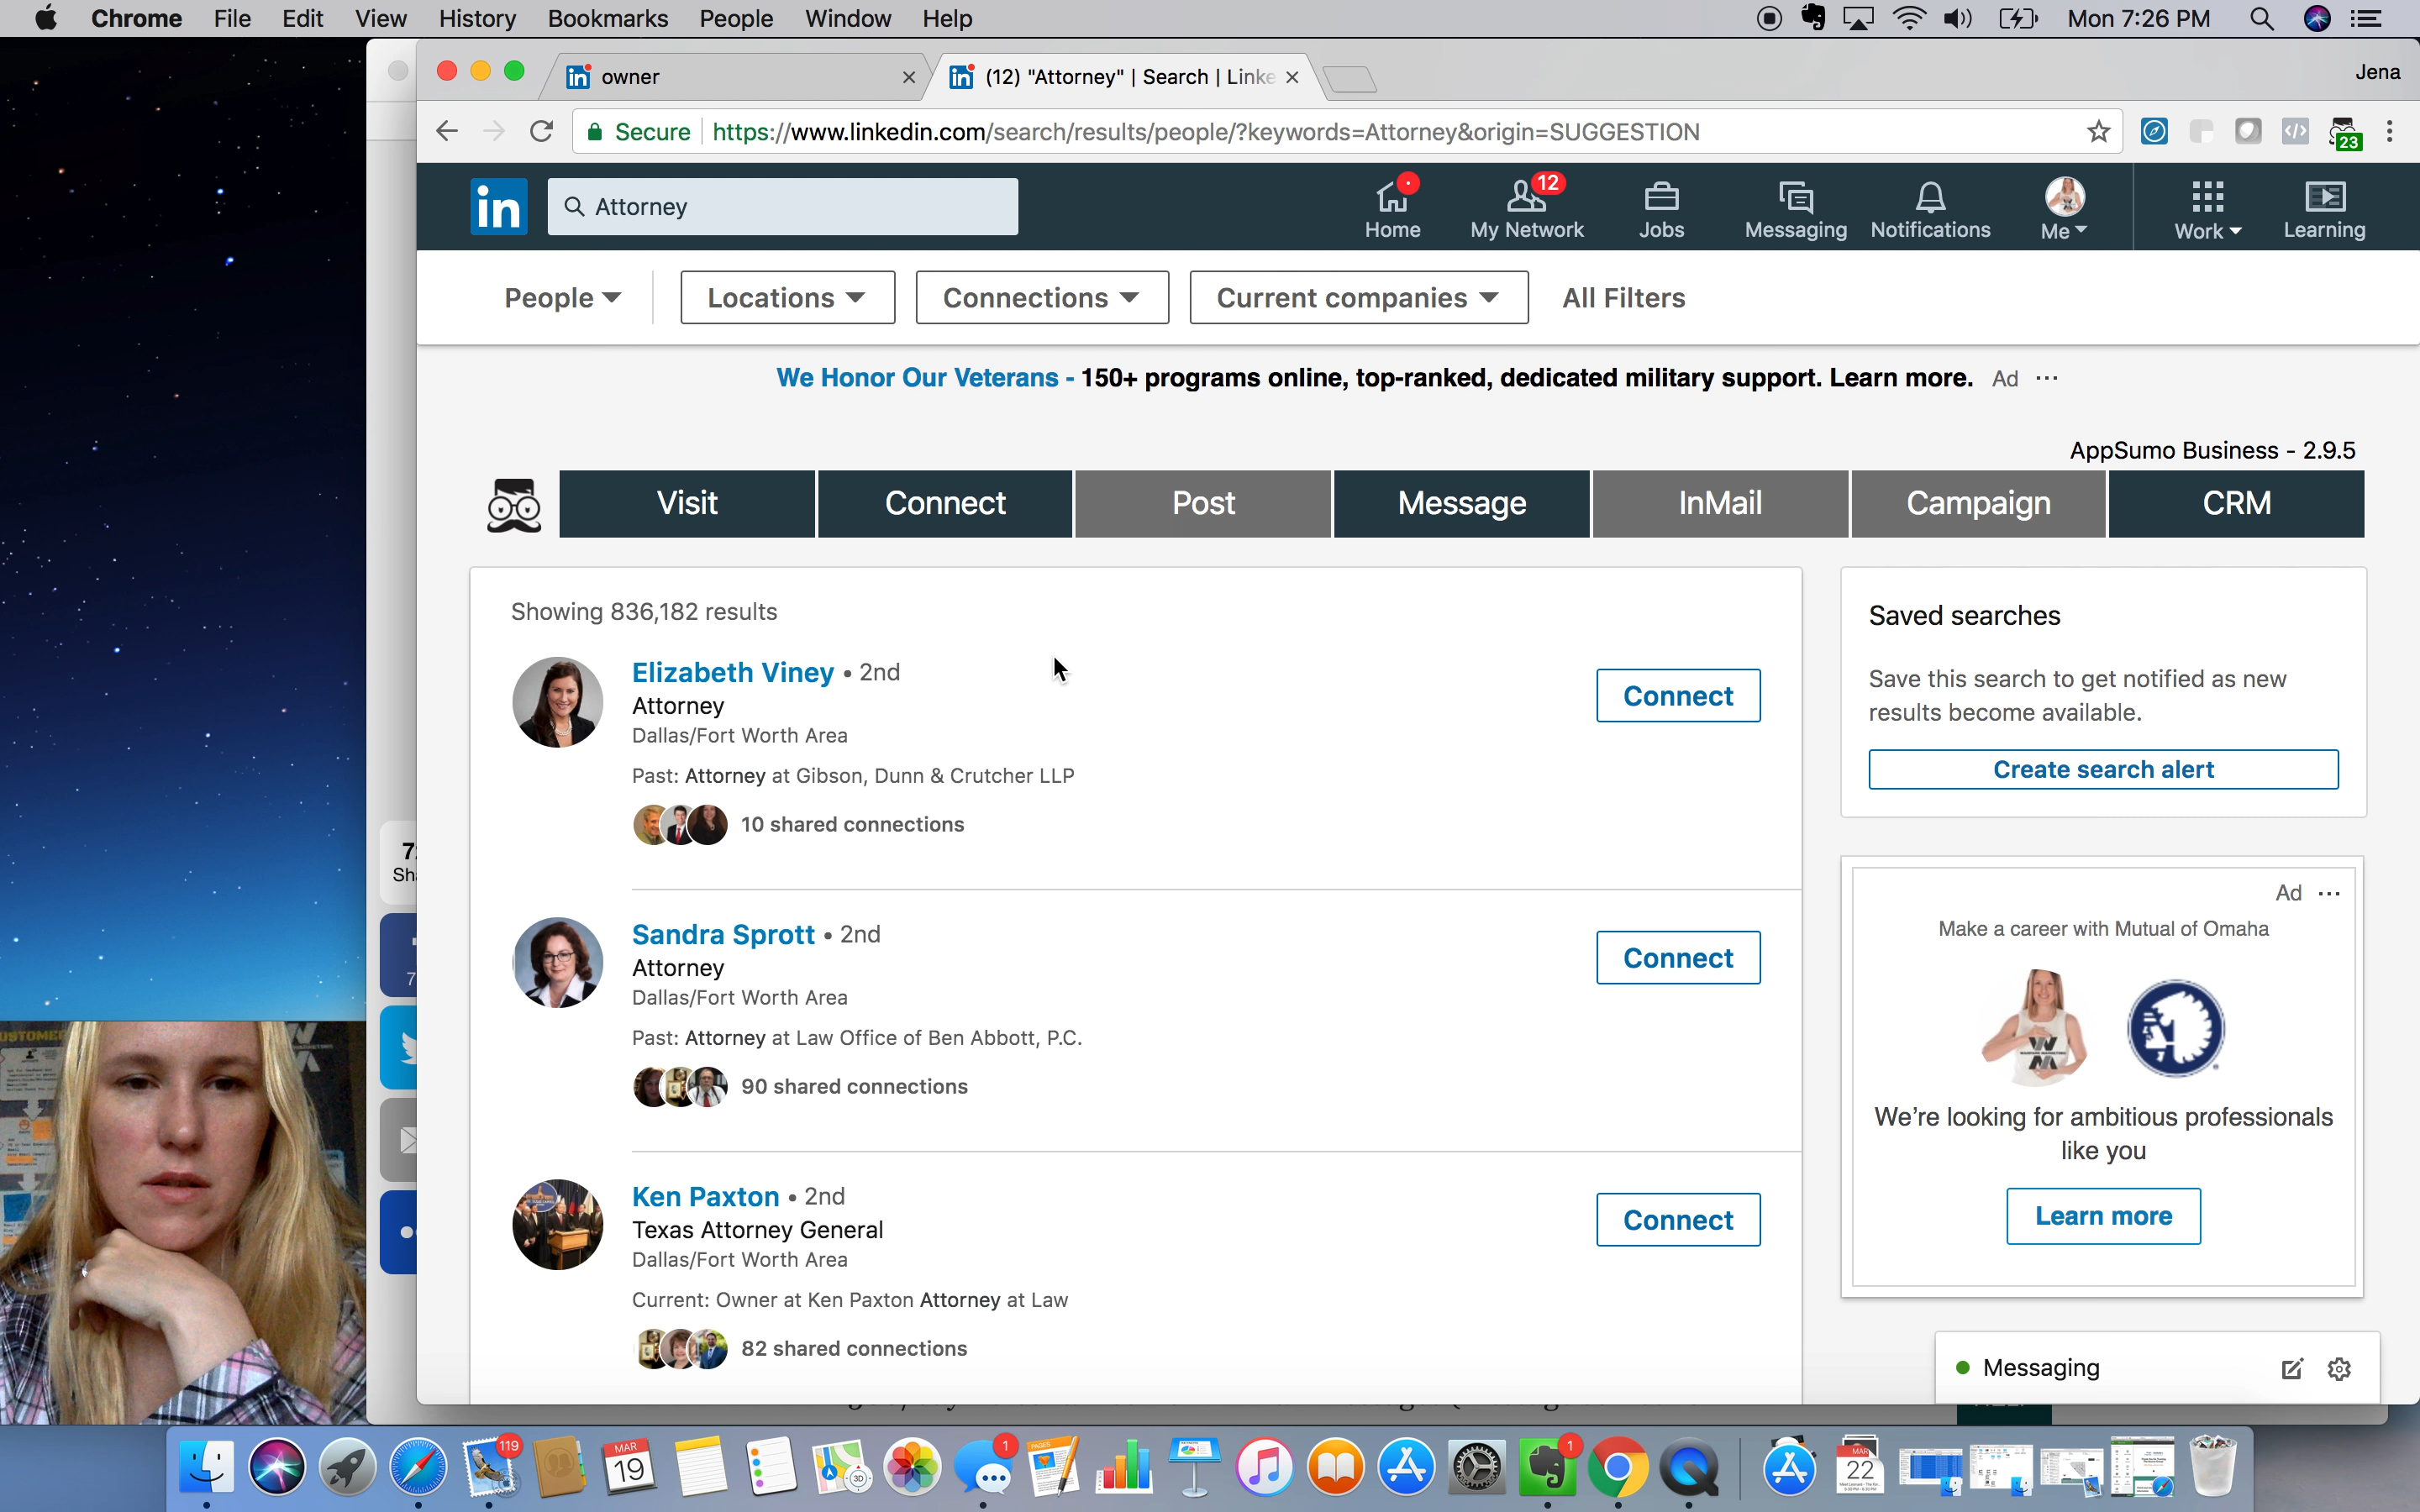 Chrome File Edit View History Bookmarks People Window Help
Mon 7:26 PM
owner
(12) "Attorney" | Search | Linke
Jena
Secure https://www.linkedin.com/search/results/people/?keywords=Attorney&origin=SUGGESTION
23
in Attorney
12
Home My Network Jobs Messaging Notifications Me Work Learning
People Locations Connections Current companies All Filters
We Honor Our Veterans - 150+ programs online, top-ranked, dedicated military support. Learn more. Ad ...
AppSumo Business - 2.9.5
Visit Connect Post Message InMail Campaign CRM
Showing 836,182 results
Elizabeth Viney • 2nd
Attorney
Dallas/Fort Worth Area
Past: Attorney at Gibson, Dunn & Crutcher LLP
10 shared connections
Connect
Sandra Sprott • 2nd
Attorney
Dallas/Fort Worth Area
Past: Attorney at Law Office of Ben Abbott, P.C.
90 shared connections
Connect
Ken Paxton • 2nd
Texas Attorney General
Dallas/Fort Worth Area
Current: Owner at Ken Paxton Attorney at Law
82 shared connections
Connect
Saved searches
Save this search to get notified as new
results become available.
Create search alert
Ad ...
Make a career with Mutual of Omaha
We're looking for ambitious professionals
like you
Learn more
Messaging
119
MAR
19
3D
1
PAGES
1
MAR
22